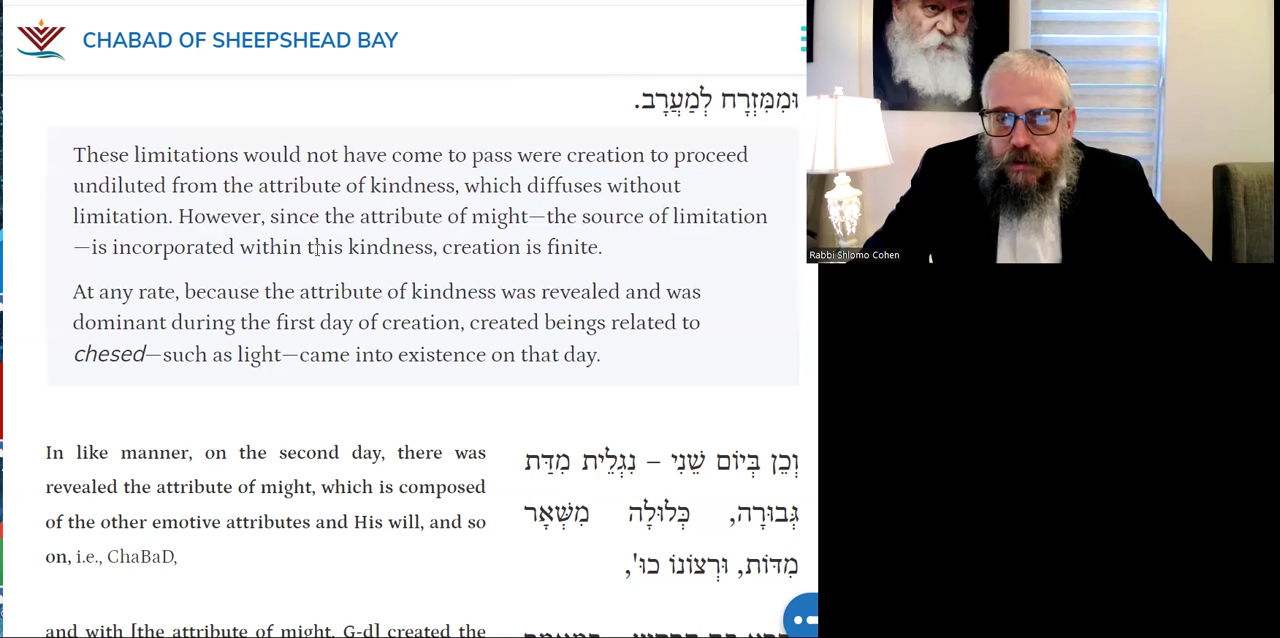 CHABAD OF SHEEPSHEAD BAY
וּמִמִּזְרָח לְמַעֲרָב.
These limitations would not have come to pass were creation to proceed
undiluted from the attribute of kindness, which diffuses without
limitation. However, since the attribute of might—the source of limitation
—is incorporated within this kindness, creation is finite.
At any rate, because the attribute of kindness was revealed and was
dominant during the first day of creation, created beings related to
chesed—such as light—came into existence on that day.
In like manner, on the second day, there was
revealed the attribute of might, which is composed
of the other emotive attributes and His will, and so
on, i.e., ChaBaD,
וְכֵן בְּיוֹם שֵׁנִי – נִגְלֵית מִדַּת
גְּבוּרָה, כְּלוּלָה מִשְּׁאָר
מִדּוֹת, וּרְצוֹנוֹ כוּ',
and with [the attribute of might, G-d] created the
Rabbi Shlomo Cohen